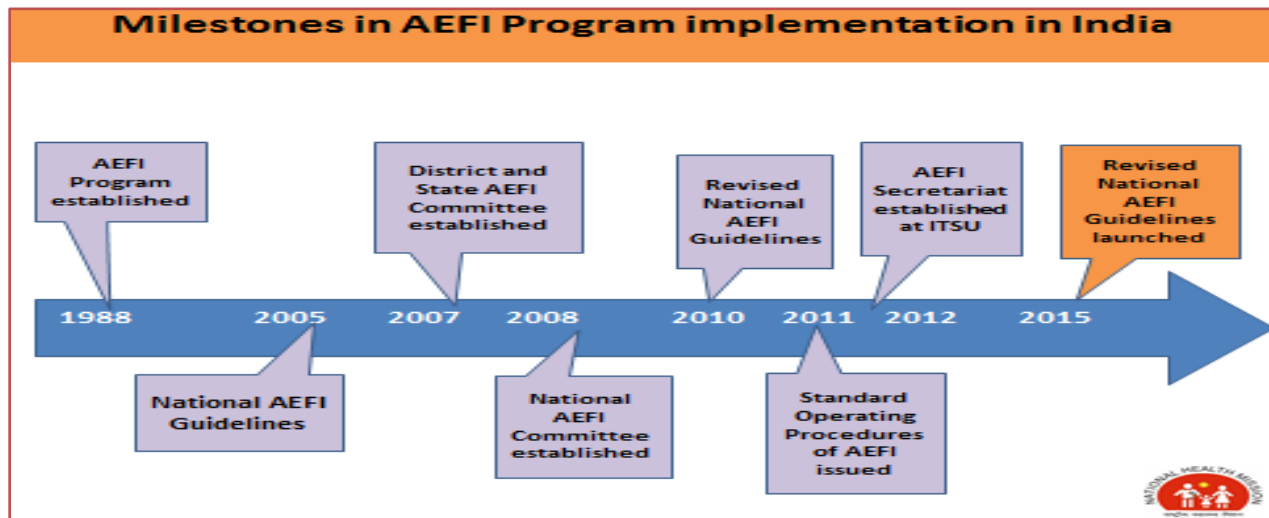 Milestones in AEFI Program implementation in India
AEFI
Program
established
District and
State AEFI
Committee
established
Revised
National
AEFI
Guidelines
AEFI
Secretariat
established
at ITSU
Revised
National
AEFI
Guidelines
launched
1988 2005 2007 2008 2010 2011 2012 2015
National AEFI
Guidelines
National
AEFI
Committee
established
Standard
Operating
Procedures
of AEFI
issued
NATIONAL HEALTH MISSION